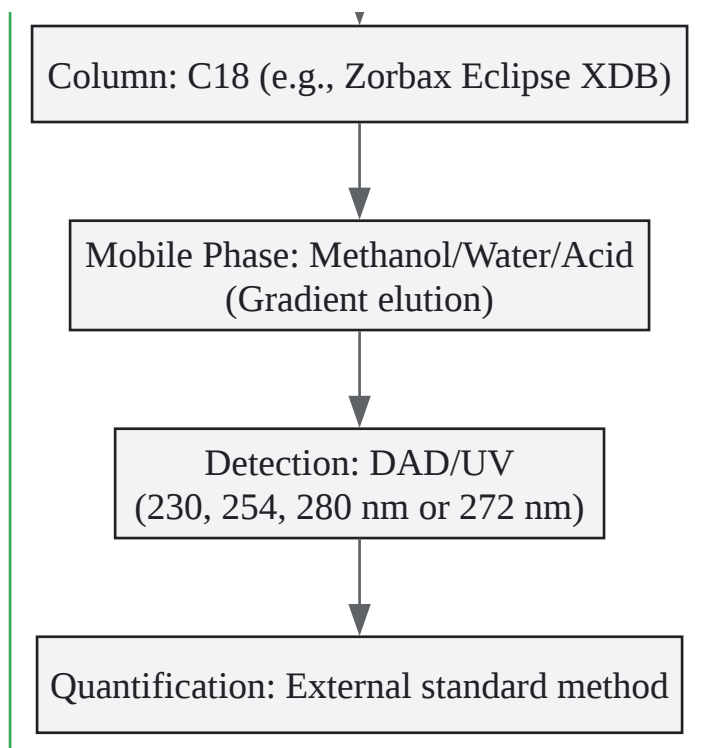 Column: C18 (e.g., Zorbax Eclipse XDB)
Mobile Phase: Methanol/Water/Acid
(Gradient elution)
Detection: DAD/UV
(230, 254, 280 nm or 272 nm)
Quantification: External standard method